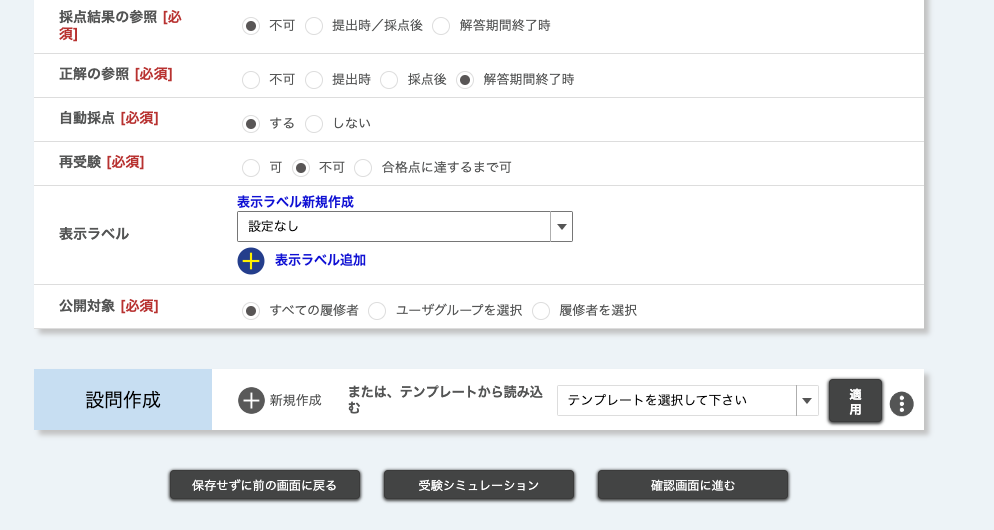 採点結果の参照 [必
須]
不可 提出時／採点後 解答期間終了時
正解の参照 [必須]
不可 提出時 採点後 解答期間終了時
自動採点 [必須]
する しない
再受験 [必須]
可 不可 合格点に達するまで可
表示ラベル
表示ラベル新規作成
設定なし
表示ラベル追加
公開対象 [必須]
すべての履修者 ユーザグループを選択 履修者を選択
設問作成
新規作成
または、テンプレートから読み込
む
テンプレートを選択して下さい
適
用
保存せずに前の画面に戻る
受験シミュレーション
確認画面に進む